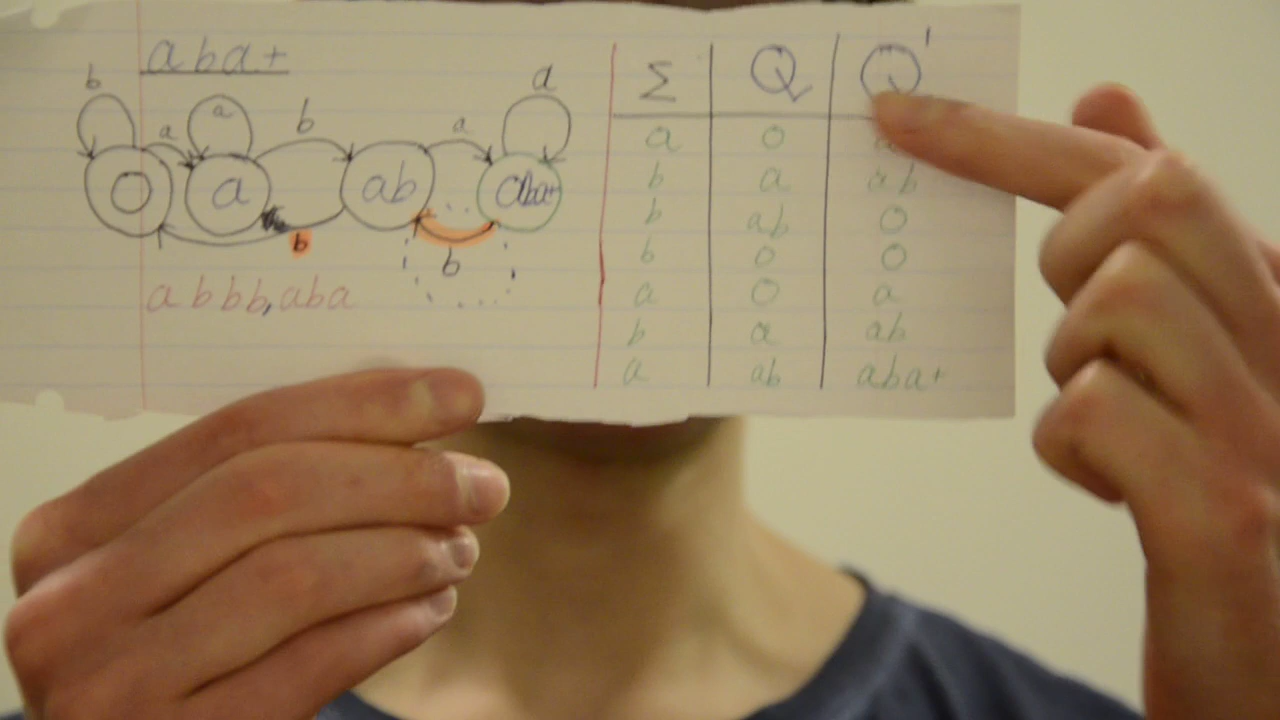 aba+
b a a b a a
0 a ab aba+
b b
abbb,aba
Σ Q Q'
a 0 a
b a ab
b ab 0
b 0 0
a 0 a
b a ab
a ab aba+